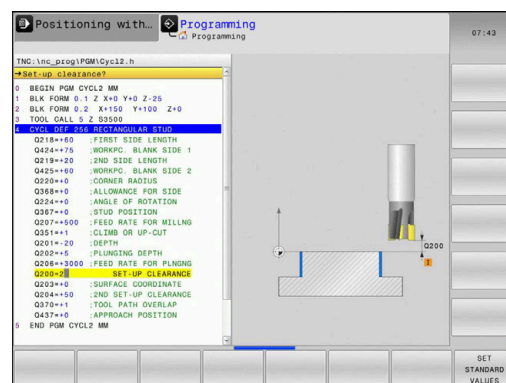 Positioning with... Programming
Programming
07:43
TNC:\nc_prog\PGM\Cycl2.h
→Set-up clearance?
0 BEGIN PGM CYCL2 MM
1 BLK FORM 0.1 Z X+0 Y+0 Z-25
2 BLK FORM 0.2 X+150 Y+100 Z+0
3 TOOL CALL 5 Z S3500
4 CYCL DEF 256 RECTANGULAR STUD
Q218=+60 ;FIRST SIDE LENGTH
Q424=+75 ;WORKPC. BLANK SIDE 1
Q219=+20 ;2ND SIDE LENGTH
Q425=+60 ;WORKPC. BLANK SIDE 2
Q220=+0 ;CORNER RADIUS
Q368=+0 ;ALLOWANCE FOR SIDE
Q224=+0 ;ANGLE OF ROTATION
Q367=+0 ;STUD POSITION
Q207=+500 ;FEED RATE FOR MILLNG
Q351=+1 ;CLIMB OR UP-CUT
Q201=-20 ;DEPTH
Q202=+5 ;PLUNGING DEPTH
Q206=+3000 ;FEED RATE FOR PLNGNG
Q200=2 SET-UP CLEARANCE
Q203=+0 ;SURFACE COORDINATE
Q204=+50 ;2ND SET-UP CLEARANCE
Q370=+1 ;TOOL PATH OVERLAP
Q437=+0 ;APPROACH POSITION
5 END PGM CYCL2 MM
Q200
I
SET
STANDARD
VALUES